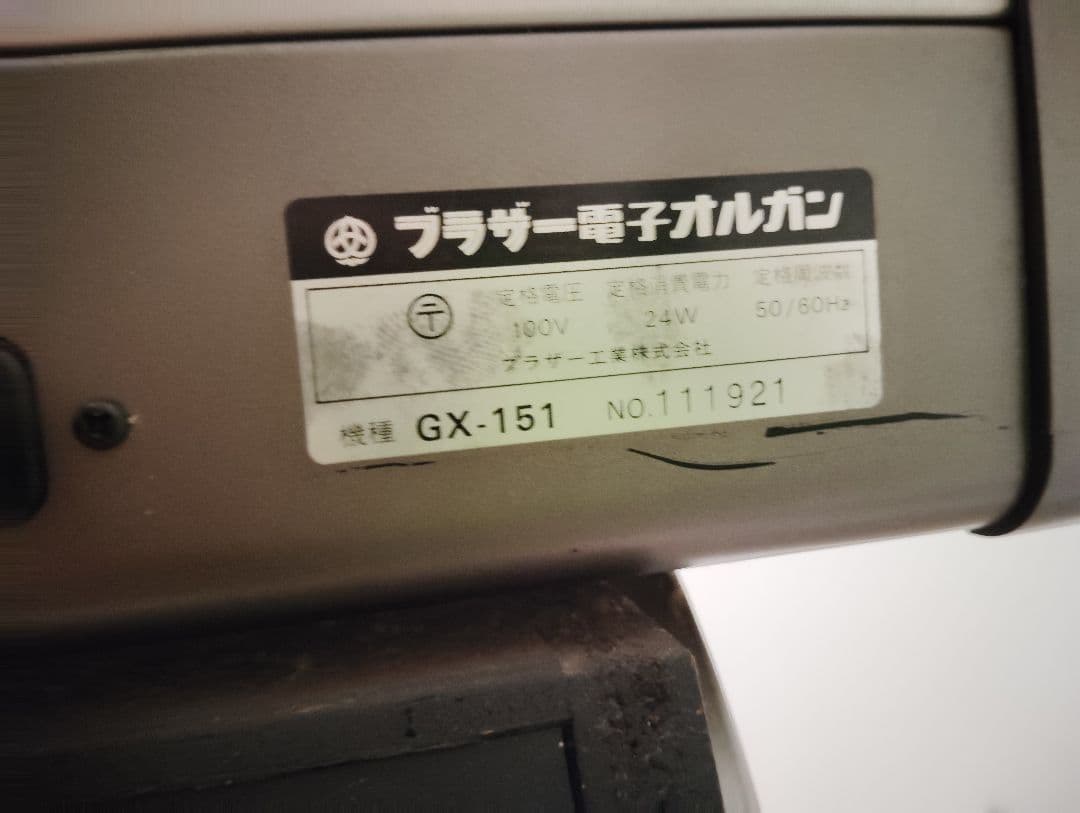 ブラザー電子オルガン
〒 定格電圧 定格消費電力 定格周波数
100V 24W 50/60Hz
ブラザー工業株式会社
機種 GX-151 NO.111921